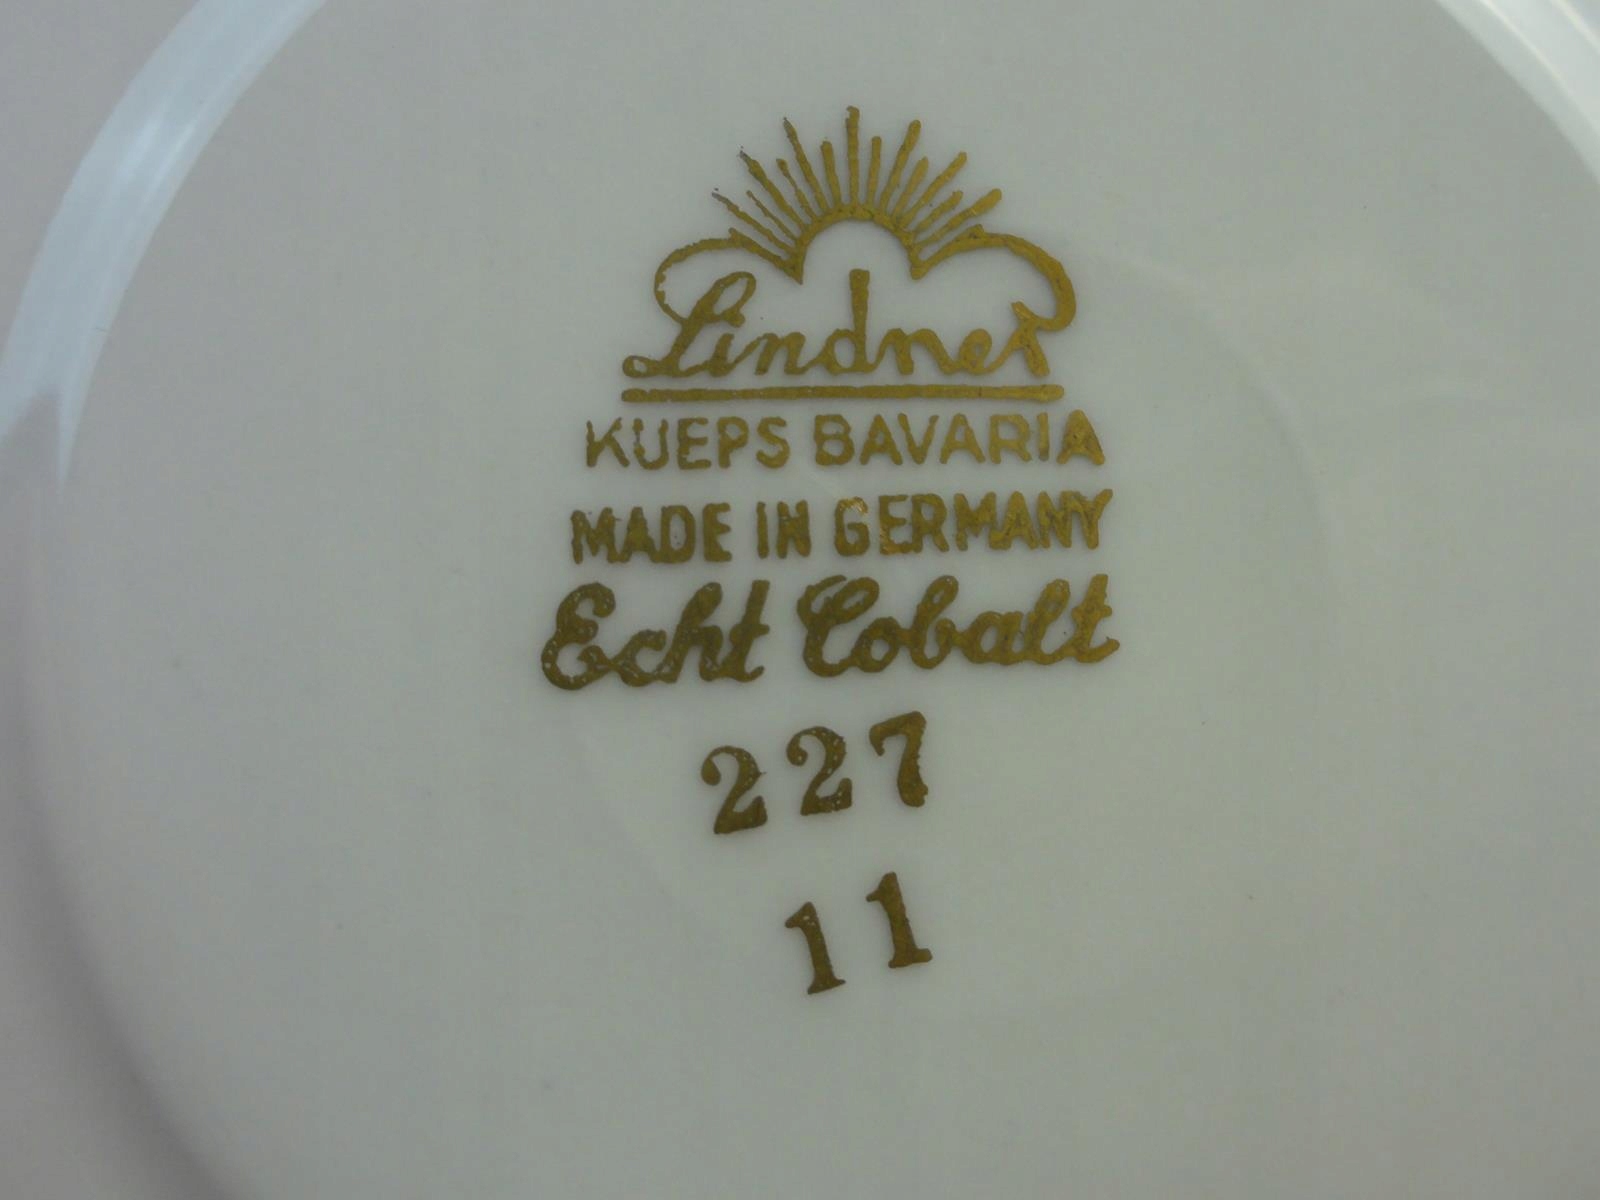 Lindner
KUEPS BAVARIA
MADE IN GERMANY
Echt Cobalt
227
11